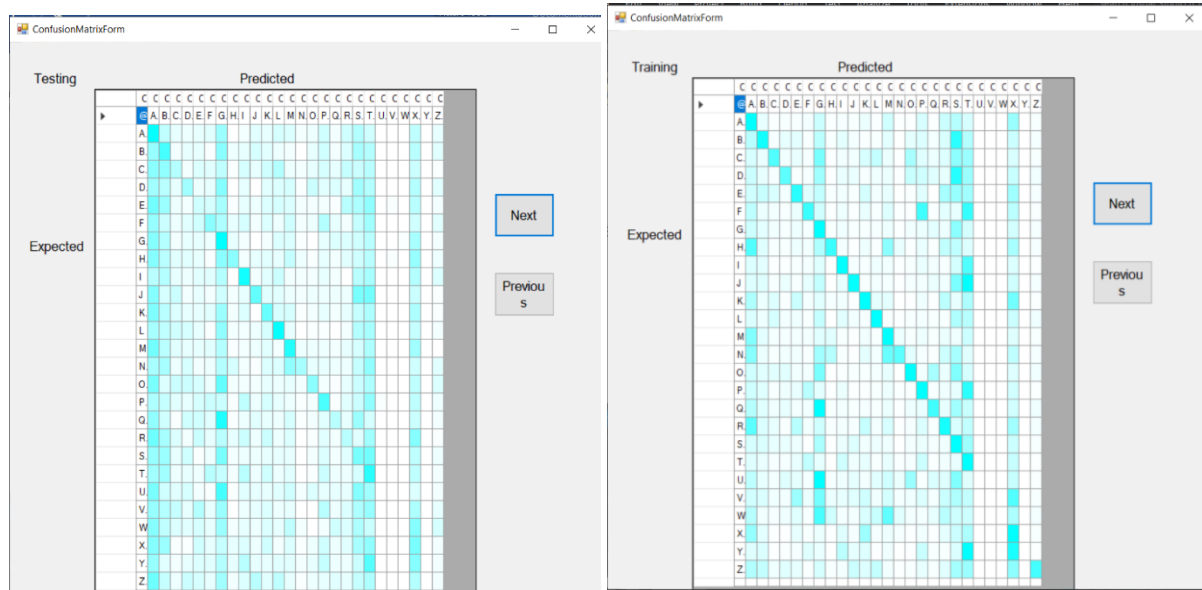 ConfusionMatrixForm
Testing
Predicted
C C C C C C C C C C C C C C C C C C C C C C C C C C
@ A. B. C. D. E. F G. H. I J K. L M N. O. P. Q R. S. T. U. V. W X. Y. Z.
A.
B.
C.
D.
E.
F
G.
H.
I
J
K.
L
M
N.
O.
P.
Q.
R.
S.
T.
U.
V.
W
X.
Y.
Z.
Expected
Next
Previou
s
ConfusionMatrixForm
Training
Predicted
C C C C C C C C C C C C C C C C C C C C C C C C C C
@ A. B. C. D. E. F G. H. I J K. L M N. O. P. Q. R. S. T. U. V. W X. Y. Z.
A.
B.
C.
D.
E.
F
G.
H.
I
J
K.
L
M
N.
O.
P.
Q.
R.
S.
T.
U.
V.
W
X.
Y.
Z.
Expected
Next
Previou
s